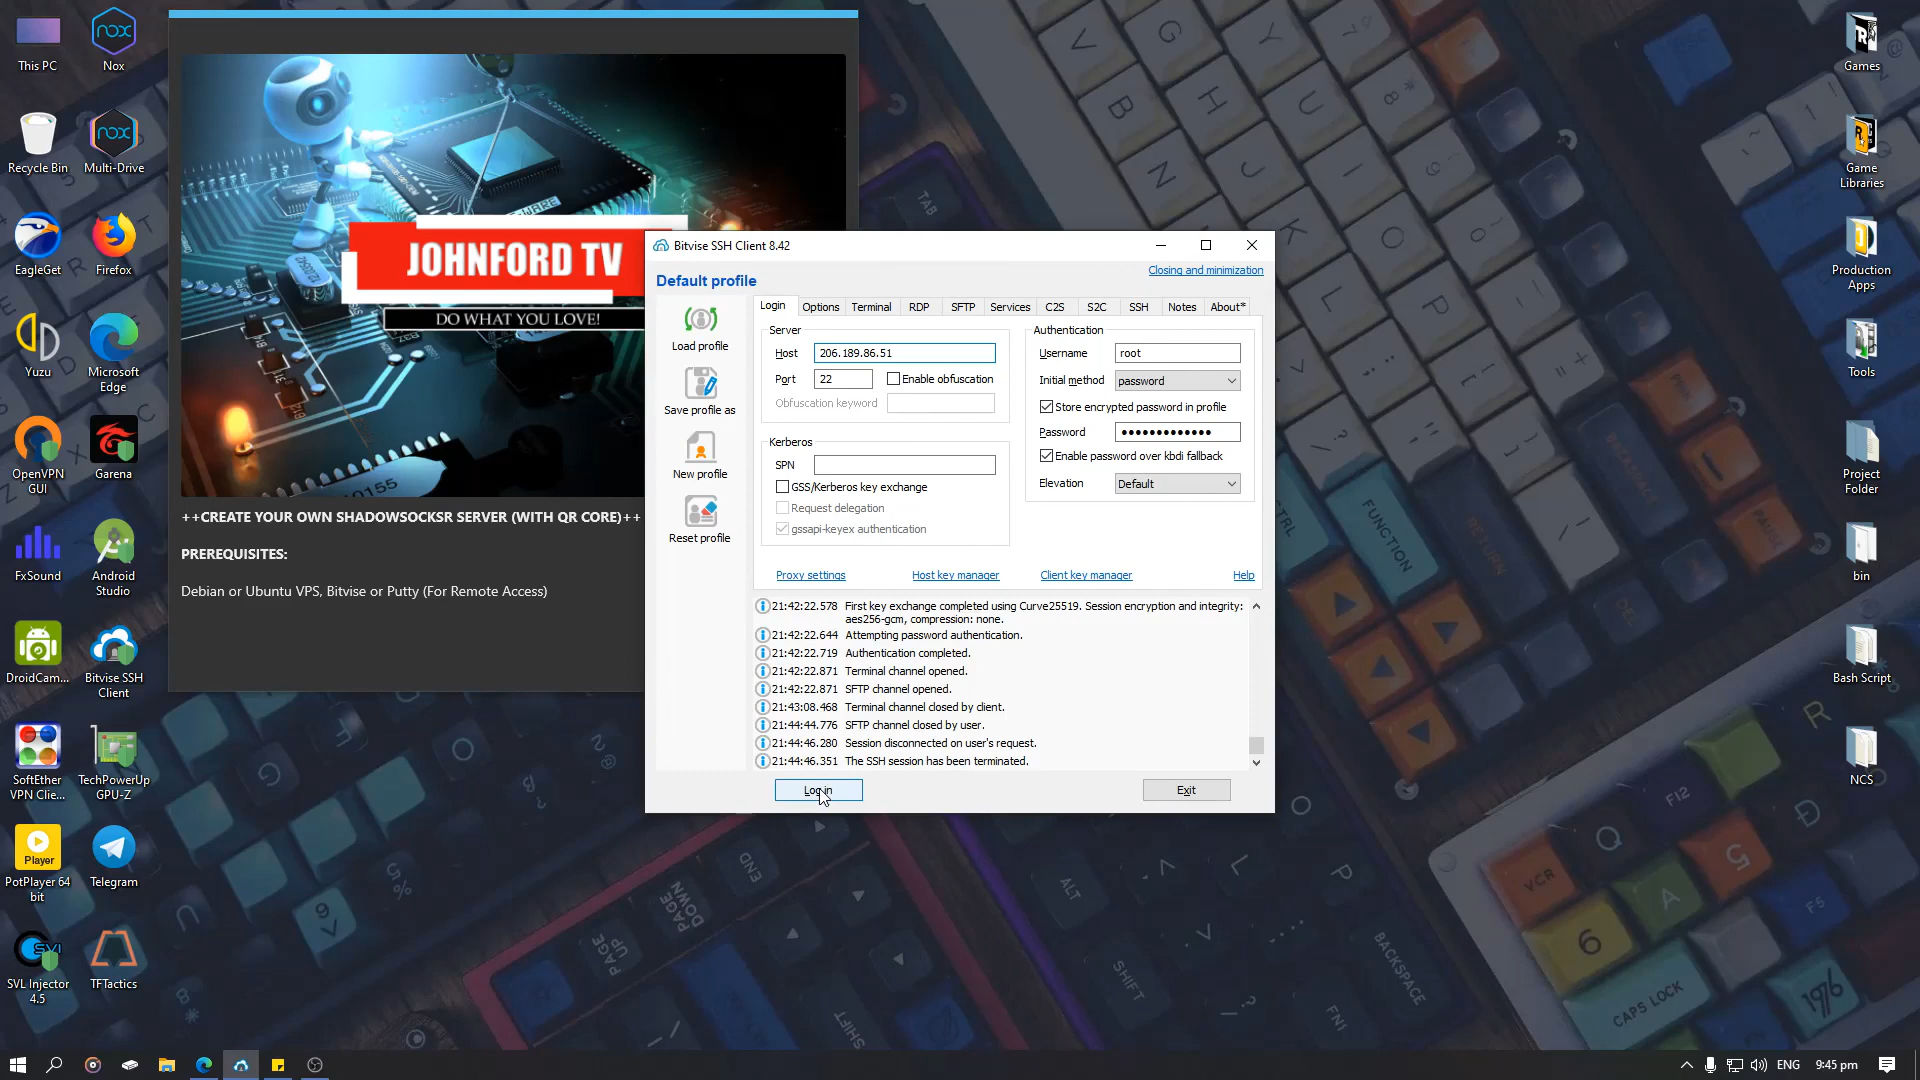 This PC
Nox
Recycle Bin
Multi-Drive
EagleGet
Firefox
Yuzu
Microsoft
Edge
OpenVPN
GUI
Garena
FxSound
Android
Studio
DroidCam...
Bitvise SSH
Client
SoftEther
VPN Clie...
TechPowerUp
GPU-Z
Player
PotPlayer 64
bit
Telegram
SVL Injector
4.5
TFTactics
JOHNFORD TV
DO WHAT YOU LOVE!
++CREATE YOUR OWN SHADOWSOCKSR SERVER (WITH QR CORE)++
PREREQUISITES:
Debian or Ubuntu VPS, Bitvise or Putty (For Remote Access)
Bitvise SSH Client 8.42
Default profile
Closing and minimization
Load profile
Save profile as
New profile
Reset profile
Login Options Terminal RDP SFTP Services C2S S2C SSH Notes About*
Server
Host 206.189.86.51
Port 22 Enable obfuscation
Obfuscation keyword
Kerberos
SPN
GSS/Kerberos key exchange
Request delegation
gssapi-keyex authentication
Authentication
Username root
Initial method password
Store encrypted password in profile
Password
Enable password over kbdi fallback
Elevation Default
Proxy settings Host key manager Client key manager Help
21:42:22.578 First key exchange completed using Curve25519. Session encryption and integrity:
aes256-gcm, compression: none.
21:42:22.644 Attempting password authentication.
21:42:22.719 Authentication completed.
21:42:22.871 Terminal channel opened.
21:42:22.871 SFTP channel opened.
21:43:08.468 Terminal channel closed by client.
21:44:44.776 SFTP channel closed by user.
21:44:46.280 Session disconnected on user's request.
21:44:46.351 The SSH session has been terminated.
Log in
Exit
Games
Game
Libraries
Production
Apps
Tools
Project
Folder
bin
Bash Script
NCS
ENG
9:45 pm